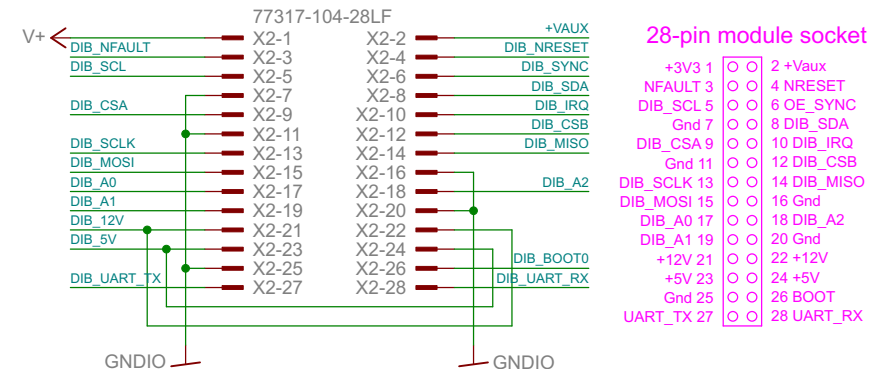 77317-104-28LF
V+ X2-1 X2-2 +VAUX
DIB_NFAULT X2-3 X2-4 DIB_NRESET
DIB_SCL X2-5 X2-6 DIB_SYNC
X2-7 X2-8 DIB_SDA
DIB_CSA X2-9 X2-10 DIB_IRQ
X2-11 X2-12 DIB_CSB
DIB_SCLK X2-13 X2-14 DIB_MISO
DIB_MOSI X2-15 X2-16
DIB_A0 X2-17 X2-18 DIB_A2
DIB_A1 X2-19 X2-20
DIB_12V X2-21 X2-22
DIB_5V X2-23 X2-24
X2-25 X2-26 DIB_BOOT0
DIB_UART_TX X2-27 X2-28 DIB_UART_RX
GNDIO GNDIO
28-pin module socket
+3V3 1 2 +Vaux
NFAULT 3 4 NRESET
DIB_SCL 5 6 OE_SYNC
Gnd 7 8 DIB_SDA
DIB_CSA 9 10 DIB_IRQ
Gnd 11 12 DIB_CSB
DIB_SCLK 13 14 DIB_MISO
DIB_MOSI 15 16 Gnd
DIB_A0 17 18 DIB_A2
DIB_A1 19 20 Gnd
+12V 21 22 +12V
+5V 23 24 +5V
Gnd 25 26 BOOT
UART_TX 27 28 UART_RX